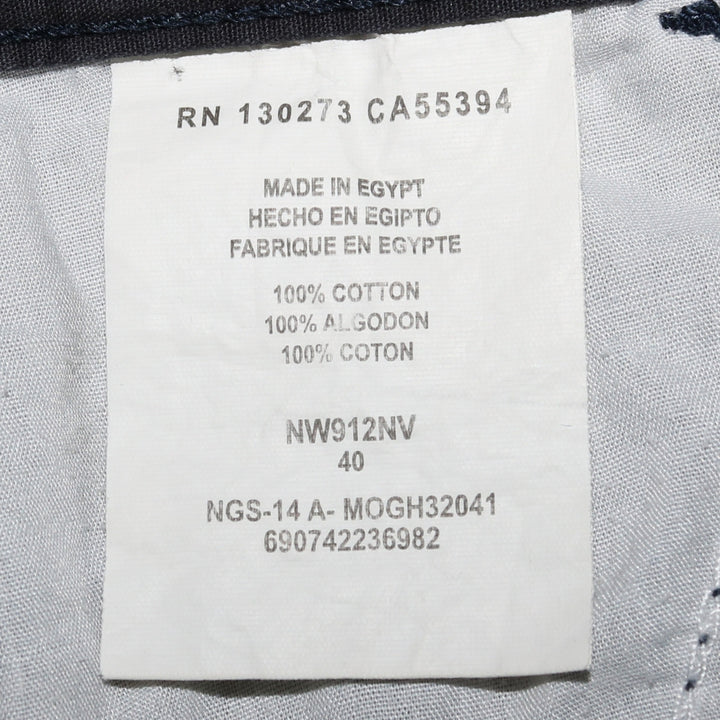 RN 130273 CA55394
MADE IN EGYPT
HECHO EN EGIPTO
FABRIQUE EN EGYPTE
100% COTTON
100% ALGODON
100% COTON
NW912NV
40
NGS-14 A- MOGH32041
690742236982